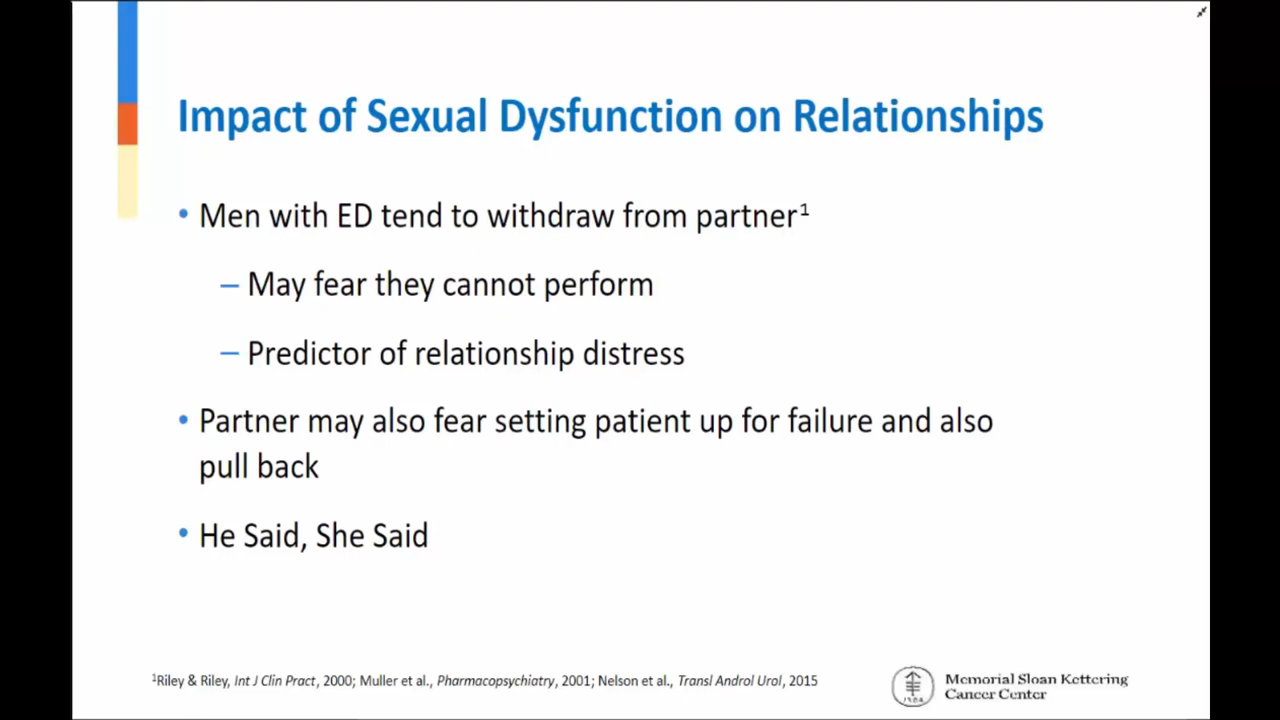 Impact of Sexual Dysfunction on Relationships
• Men with ED tend to withdraw from partner¹
– May fear they cannot perform
– Predictor of relationship distress
• Partner may also fear setting patient up for failure and also
pull back
• He Said, She Said
¹Riley & Riley, Int J Clin Pract, 2000; Muller et al., Pharmacopsychiatry, 2001; Nelson et al., Transl Androl Urol, 2015
Memorial Sloan Kettering
Cancer Center